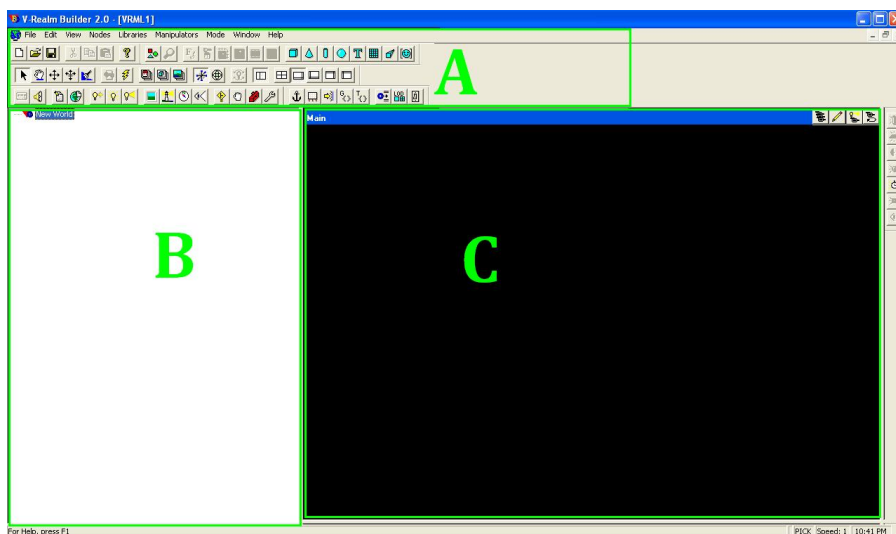 V-Realm Builder 2.0 - [VRML1]
File Edit View Nodes Libraries Manipulators Mode Window Help
A
New World
Main
B
C
For Help, press F1
PICK Speed: 1 10:41 PM